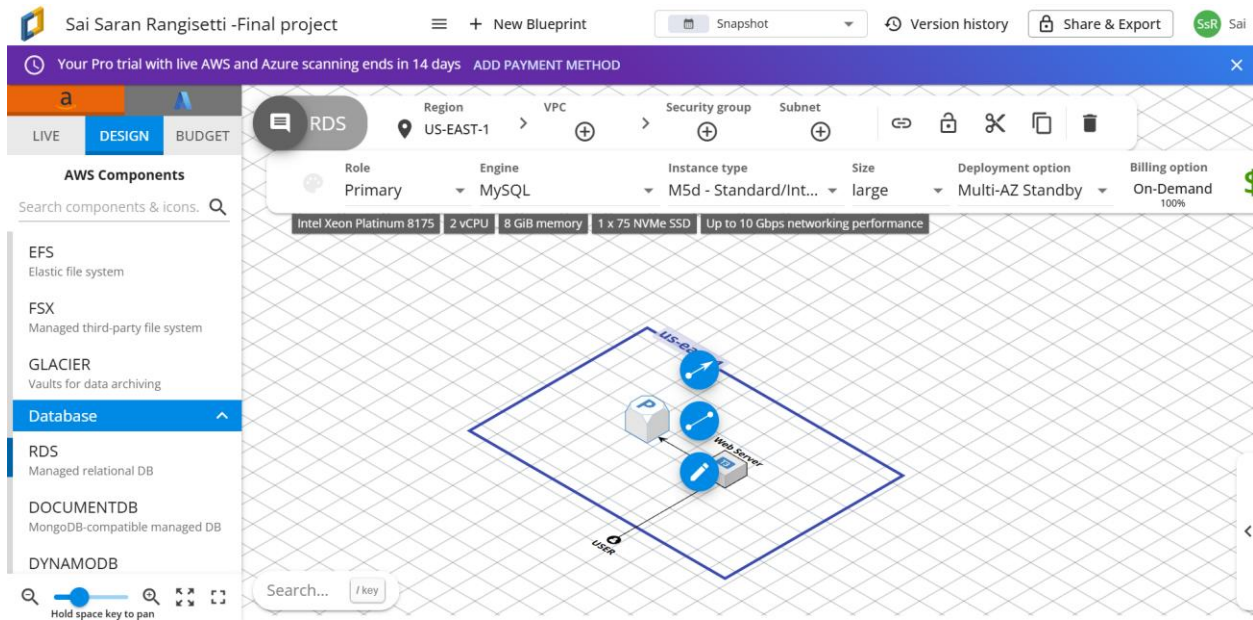 Sai Saran Rangisetti -Final project
+ New Blueprint
Snapshot
Version history
Share & Export
SsR
Sai
Your Pro trial with live AWS and Azure scanning ends in 14 days ADD PAYMENT METHOD
a
LIVE
DESIGN
BUDGET
RDS
Region
US-EAST-1
VPC
Security group
Subnet
Role
Primary
Engine
MySQL
Instance type
M5d - Standard/Int...
Size
large
Deployment option
Multi-AZ Standby
Billing option
On-Demand
100%
$
Intel Xeon Platinum 8175
2 vCPU
8 GiB memory
1 x 75 NVMe SSD
Up to 10 Gbps networking performance
AWS Components
Search components & icons.
EFS
Elastic file system
FSX
Managed third-party file system
GLACIER
Vaults for data archiving
Database
RDS
Managed relational DB
DOCUMENTDB
MongoDB-compatible managed DB
DYNAMODB
Hold space key to pan
P
Web Server
USER
Search...
/ key